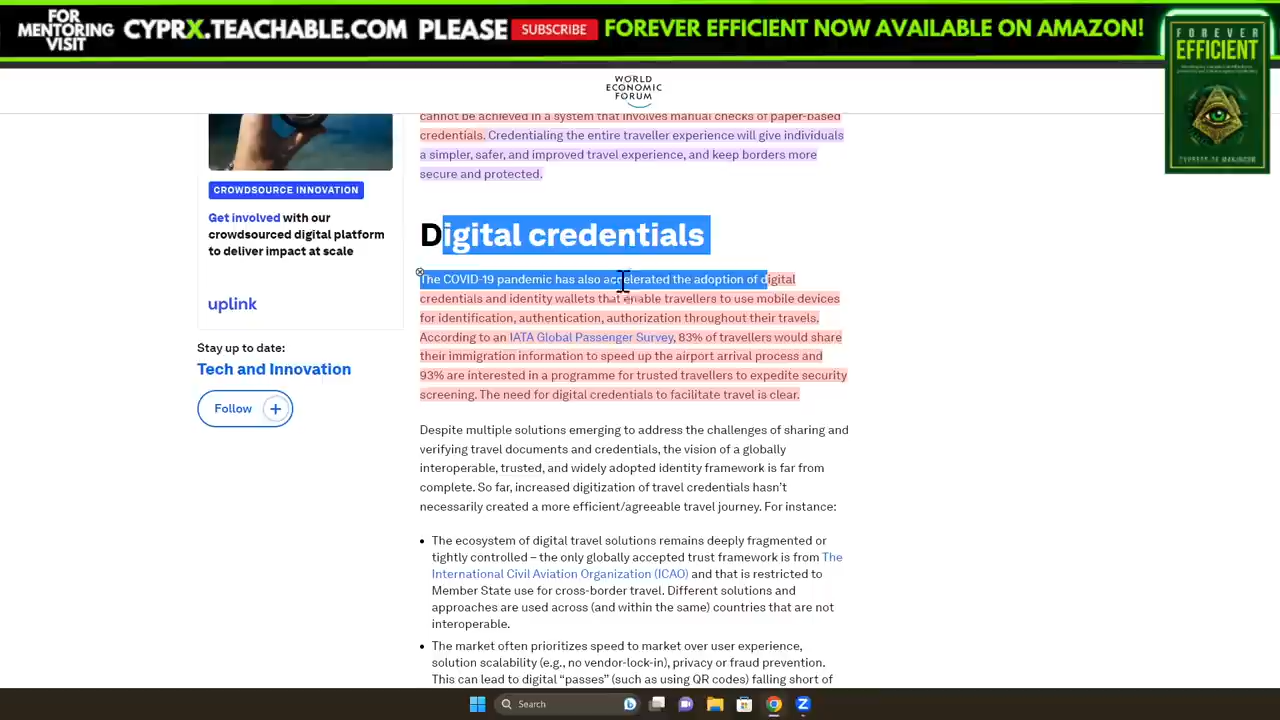 FOR
MENTORING
VISIT
CYPRX.TEACHABLE.COM PLEASE SUBSCRIBE FOREVER EFFICIENT NOW AVAILABLE ON AMAZON!
FOREVER
EFFICIENT
WORLD
ECONOMIC
FORUM
cannot be achieved in a system that involves manual checks of paper-based
credentials. Credentialing the entire traveller experience will give individuals
a simpler, safer, and improved travel experience, and keep borders more
secure and protected.
CROWDSOURCE INNOVATION
Get involved with our
crowdsourced digital platform
to deliver impact at scale
uplink
Stay up to date:
Tech and Innovation
Follow +
Digital credentials
The COVID-19 pandemic has also accelerated the adoption of digital
credentials and identity wallets that enable travellers to use mobile devices
for identification, authentication, authorization throughout their travels.
According to an IATA Global Passenger Survey, 83% of travellers would share
their immigration information to speed up the airport arrival process and
93% are interested in a programme for trusted travellers to expedite security
screening. The need for digital credentials to facilitate travel is clear.
Despite multiple solutions emerging to address the challenges of sharing and
verifying travel documents and credentials, the vision of a globally
interoperable, trusted, and widely adopted identity framework is far from
complete. So far, increased digitization of travel credentials hasn't
necessarily created a more efficient/agreeable travel journey. For instance:
• The ecosystem of digital travel solutions remains deeply fragmented or
tightly controlled – the only globally accepted trust framework is from The
International Civil Aviation Organization (ICAO) and that is restricted to
Member State use for cross-border travel. Different solutions and
approaches are used across (and within the same) countries that are not
interoperable.
• The market often prioritizes speed to market over user experience,
solution scalability (e.g., no vendor-lock-in), privacy or fraud prevention.
This can lead to digital “passes” (such as using QR codes) falling short of
Search